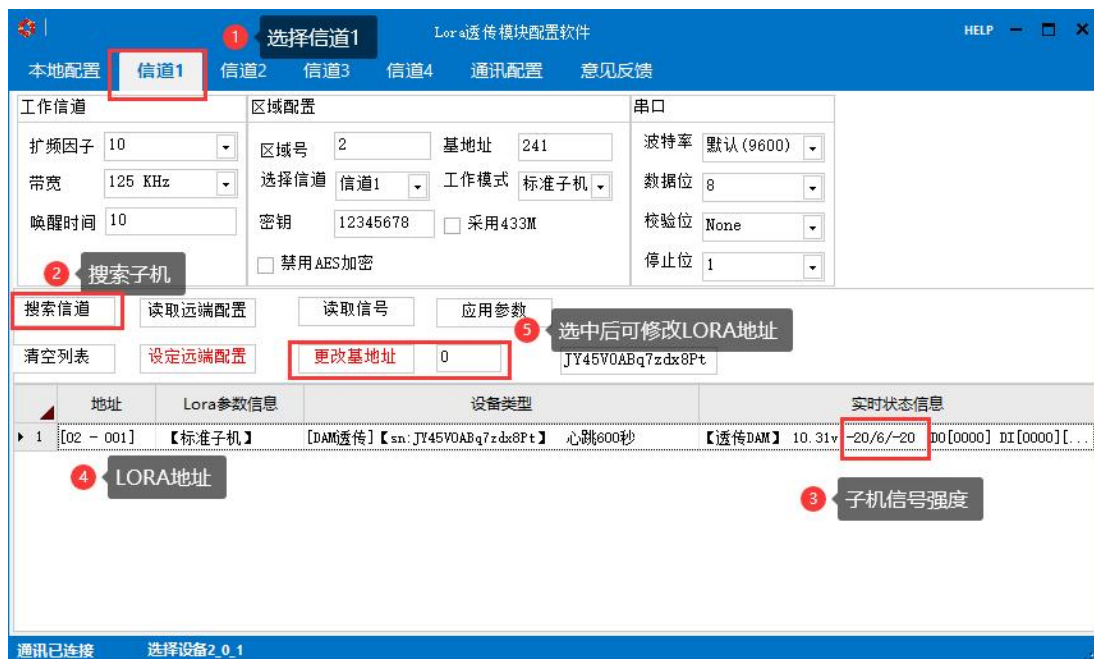 1 选择信道1 Lora透传模块配置软件 HELP
本地配置 信道1 信道2 信道3 信道4 通讯配置 意见反馈
工作信道 区域配置 串口
扩频因子 10 区域号 2 基地址 241 波特率 默认(9600)
带宽 125 KHz 选择信道 信道1 工作模式 标准子机 数据位 8
唤醒时间 10 密钥 12345678 采用433M 校验位 None
禁用AES加密 停止位 1
2 搜索子机
搜索信道 读取远端配置 读取信号 应用参数
5 选中后可修改LORA地址
清空列表 设定远端配置 更改基地址 0 JY45V0ABq7zdx8Pt
地址 Lora参数信息 设备类型 实时状态信息
1 [02 - 001] 【标准子机】 [DAM透传]【sn:JY45V0ABq7zdx8Pt】 心跳600秒 【透传DAM】 10.31v -20/6/-20 DO[0000] DI[0000][...
4 LORA地址
3 子机信号强度
通讯已连接 选择设备2_0_1